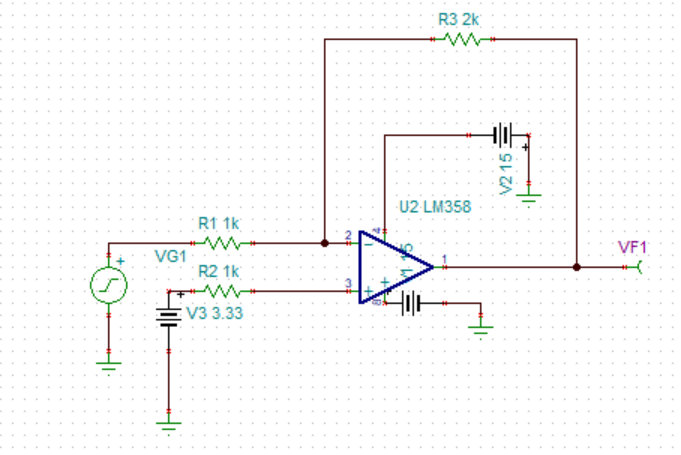 R3 2k
V2 15
U2 LM358
R1 1k
2
4
VG1
VF1
1
+
R2 1k
3
8
V3 3.33